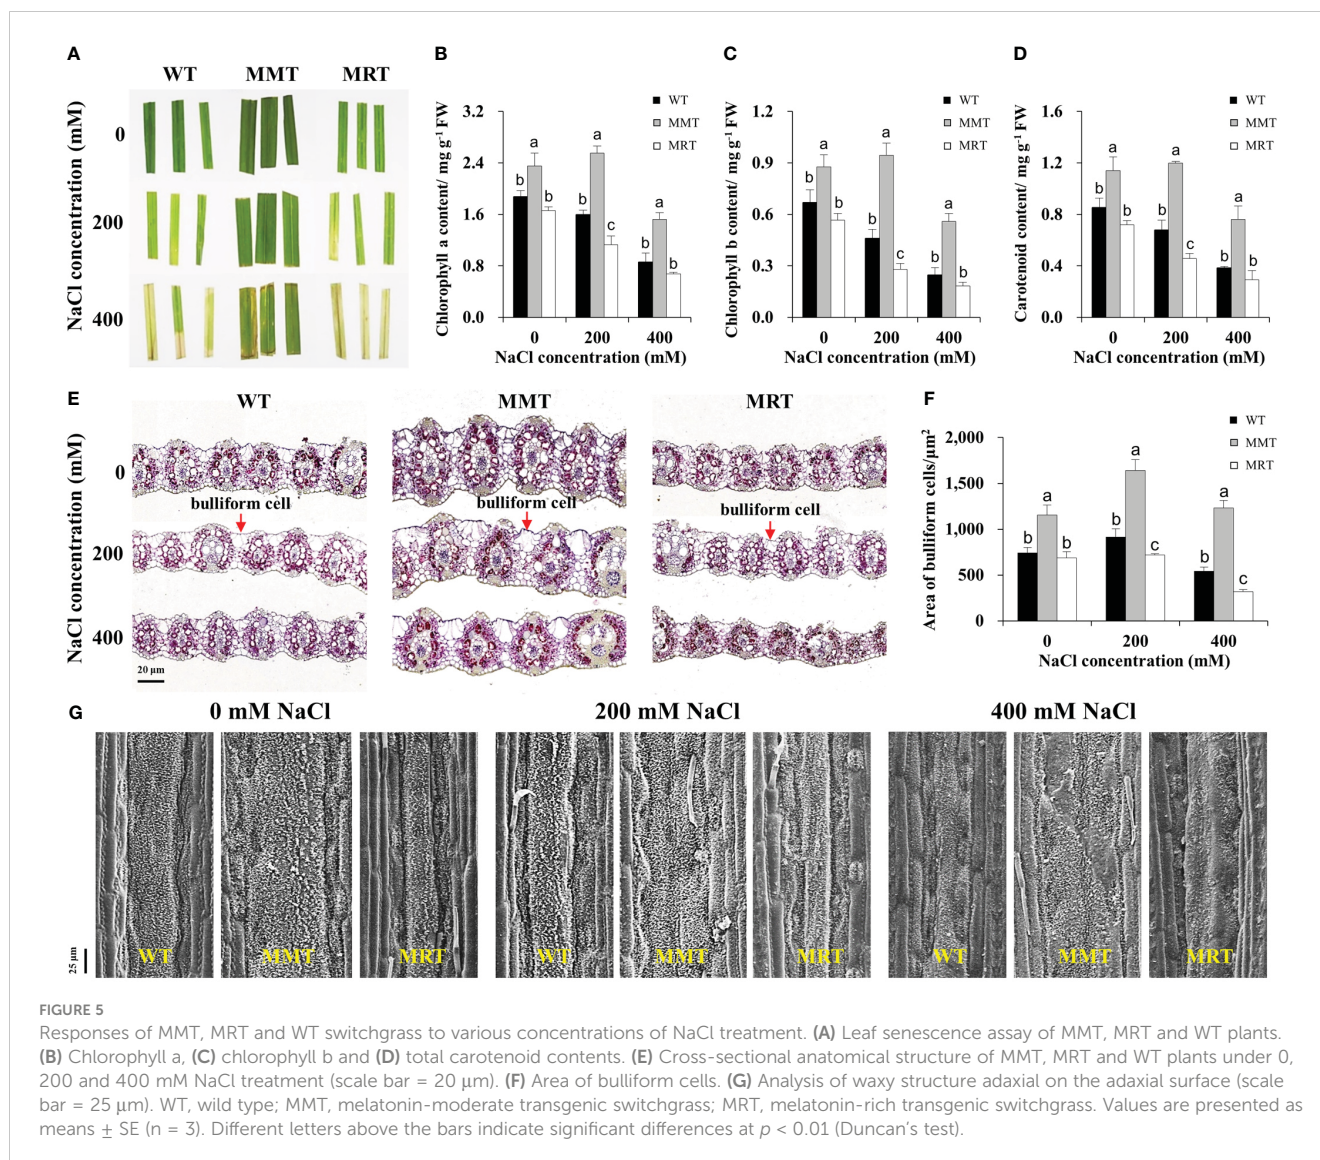 A
WT MMT MRT
NaCl concentration (mM)
0
200
400
B
Chlorophyll a content/ mg g⁻¹ FW
3.2
2.4
1.6
0.8
0.0
WT
MMT
MRT
b a b
b a c
b a b
0 200 400
NaCl concentration (mM)
C
Chlorophyll b content/ mg g⁻¹ FW
1.2
0.9
0.6
0.3
0.0
WT
MMT
MRT
b a b
b a c
b a b
0 200 400
NaCl concentration (mM)
D
Carotenoid content/ mg g⁻¹ FW
1.6
1.2
0.8
0.4
0.0
WT
MMT
MRT
b a b
b a c
b a b
0 200 400
NaCl concentration (mM)
E
WT MMT MRT
NaCl concentration (mM)
0
bulliform cell bulliform cell bulliform cell
200
400
20 μm
F
Area of bulliform cells/μm²
2,000
1,500
1,000
500
0
WT
MMT
MRT
b a b
b a c
b a c
0 200 400
NaCl concentration (mM)
G
0 mM NaCl 200 mM NaCl 400 mM NaCl
25 μm
WT MMT MRT WT MMT MRT WT MMT MRT
FIGURE 5
Responses of MMT, MRT and WT switchgrass to various concentrations of NaCl treatment. (A) Leaf senescence assay of MMT, MRT and WT plants.
(B) Chlorophyll a, (C) chlorophyll b and (D) total carotenoid contents. (E) Cross-sectional anatomical structure of MMT, MRT and WT plants under 0,
200 and 400 mM NaCl treatment (scale bar = 20 μm). (F) Area of bulliform cells. (G) Analysis of waxy structure adaxial on the adaxial surface (scale
bar = 25 μm). WT, wild type; MMT, melatonin-moderate transgenic switchgrass; MRT, melatonin-rich transgenic switchgrass. Values are presented as
means ± SE (n = 3). Different letters above the bars indicate significant differences at p < 0.01 (Duncan's test).